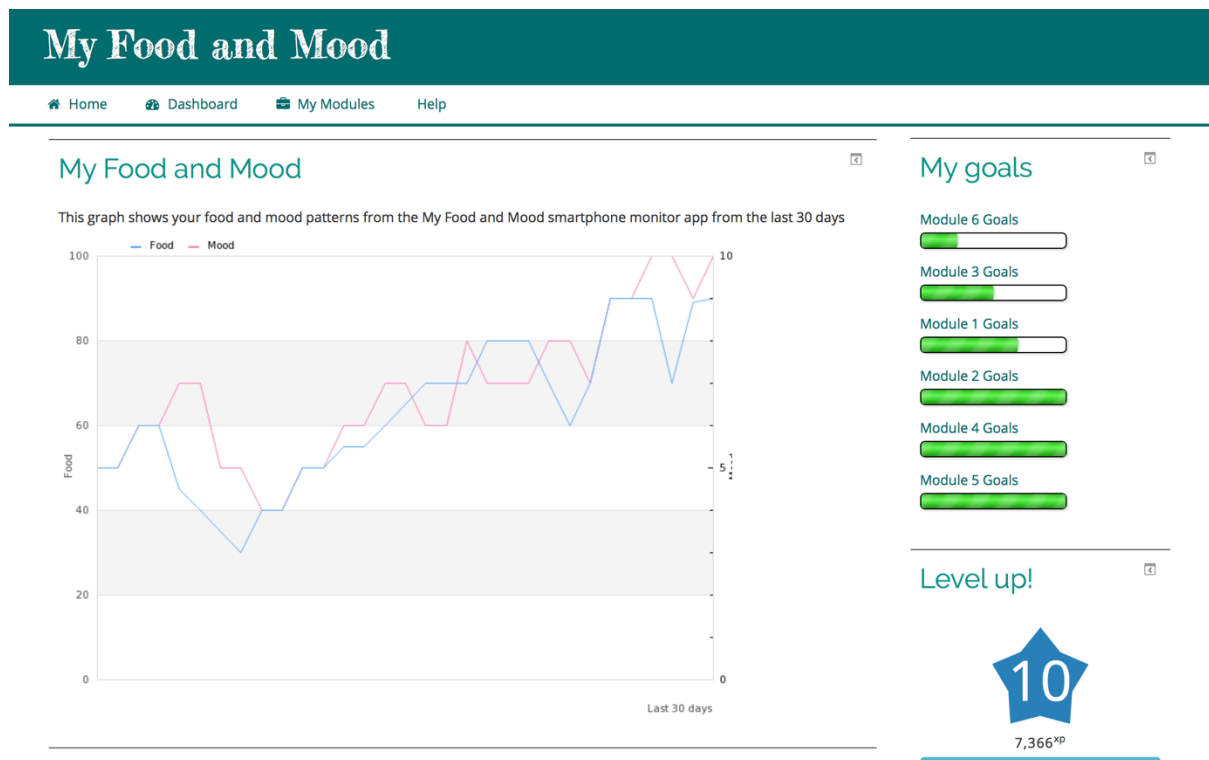 My Food and Mood
Home Dashboard My Modules Help
My Food and Mood
This graph shows your food and mood patterns from the My Food and Mood smartphone monitor app from the last 30 days
Food Mood
100
80
60
40
20
0
Food
10
5
0
Last 30 days
My goals
Module 6 Goals
Module 3 Goals
Module 1 Goals
Module 2 Goals
Module 4 Goals
Module 5 Goals
Level up!
10
7,366xp